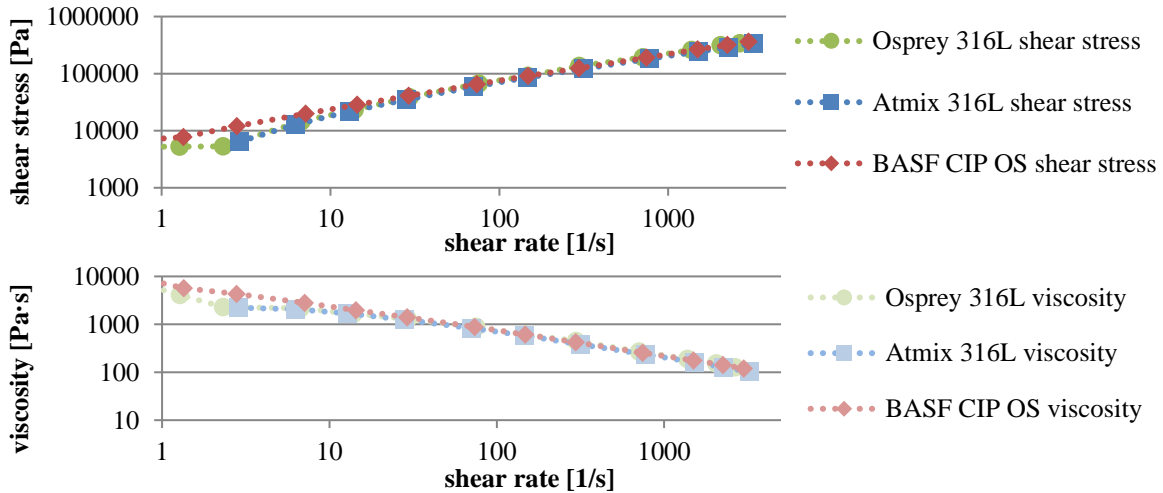 shear stress [Pa]
1000000
100000
10000
1000
1
10
100
1000
shear rate [1/s]
Osprey 316L shear stress
Atmix 316L shear stress
BASF CIP OS shear stress
viscosity [Pa·s]
10000
1000
100
10
1
10
100
1000
shear rate [1/s]
Osprey 316L viscosity
Atmix 316L viscosity
BASF CIP OS viscosity